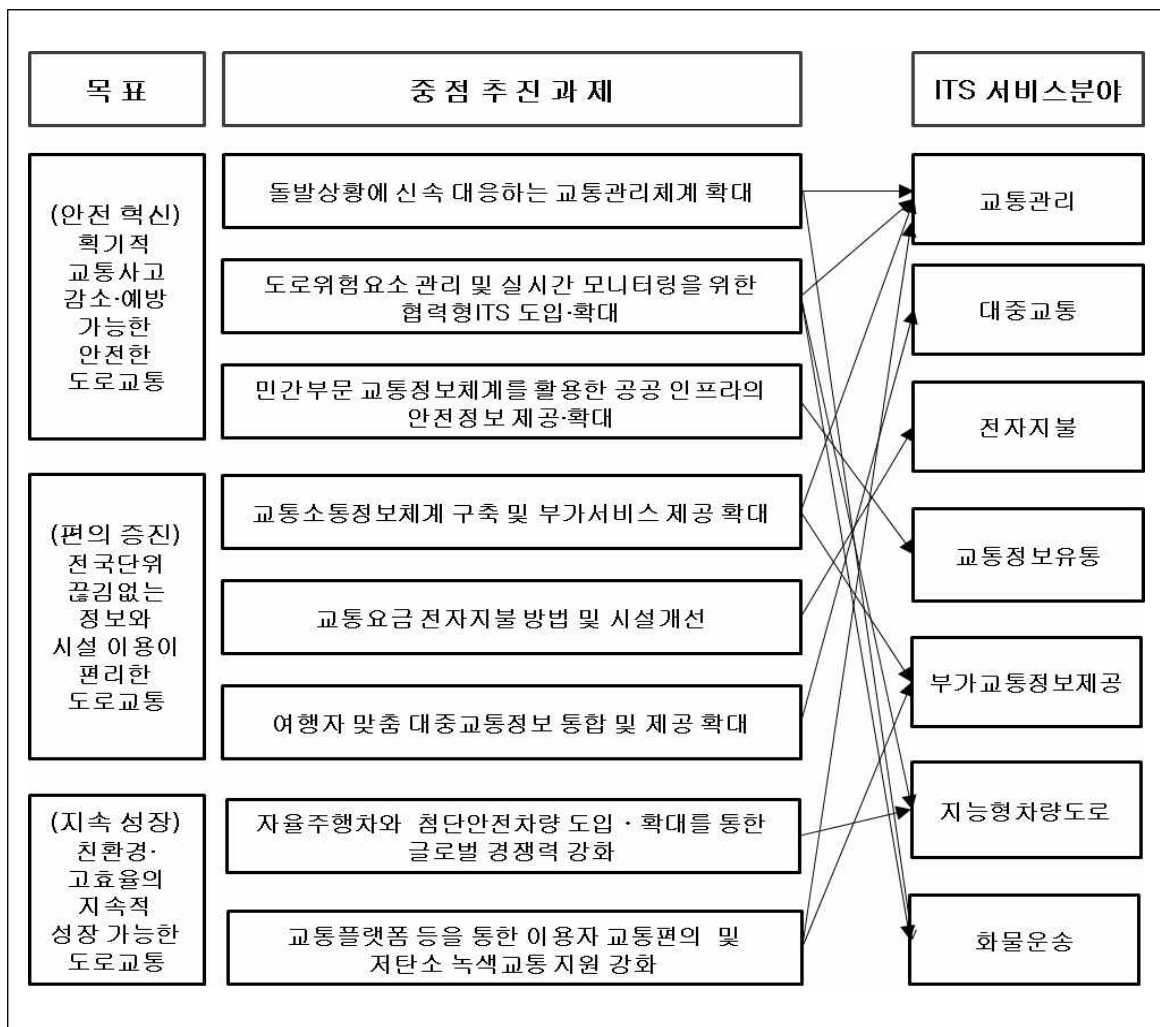 목 표
중 점 추 진 과 제
ITS 서비스분야
(안전 혁신)
획기적
교통사고
감소·예방
가능한
안전한
도로교통
돌발상황에 신속 대응하는 교통관리체계 확대
도로위험요소 관리 및 실시간 모니터링을 위한
협력형ITS 도입·확대
민간부문 교통정보체계를 활용한 공공 인프라의
안전정보 제공·확대
(편의 증진)
전국단위
끊김없는
정보와
시설 이용이
편리한
도로교통
교통소통정보체계 구축 및 부가서비스 제공 확대
교통요금 전자지불 방법 및 시설개선
여행자 맞춤 대중교통정보 통합 및 제공 확대
(지속 성장)
친환경·
고효율의
지속적
성장 가능한
도로교통
자율주행차와 첨단안전차량 도입 · 확대를 통한
글로벌 경쟁력 강화
교통플랫폼 등을 통한 이용자 교통편의 및
저탄소 녹색교통 지원 강화
교통관리
대중교통
전자지불
교통정보유통
부가교통정보제공
지능형차량도로
화물운송